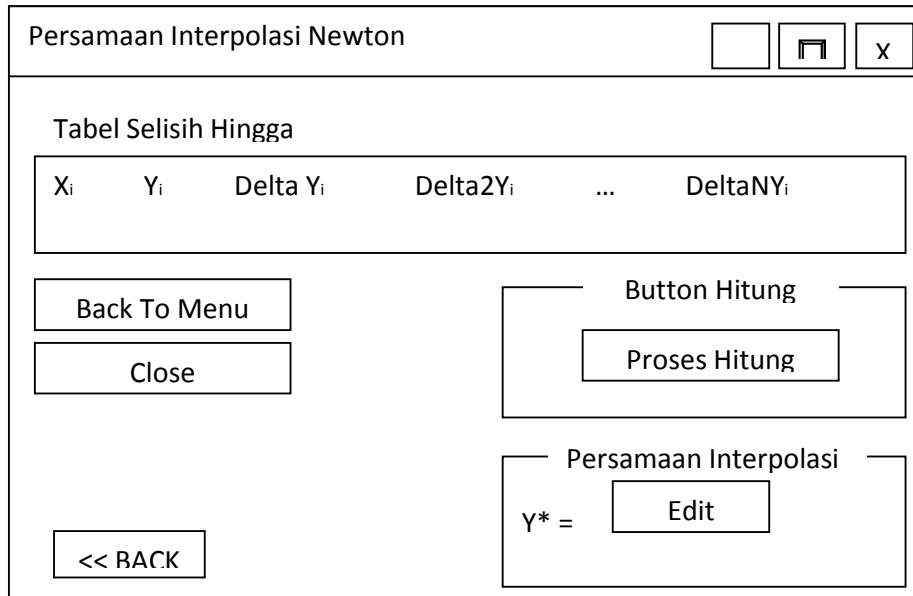 Persamaan Interpolasi Newton
x
Tabel Selisih Hingga
Xi Yi Delta Yi Delta2Yi ... DeltaNYi
Back To Menu
Close
Button Hitung
Proses Hitung
Persamaan Interpolasi
Y* = Edit
<< BACK